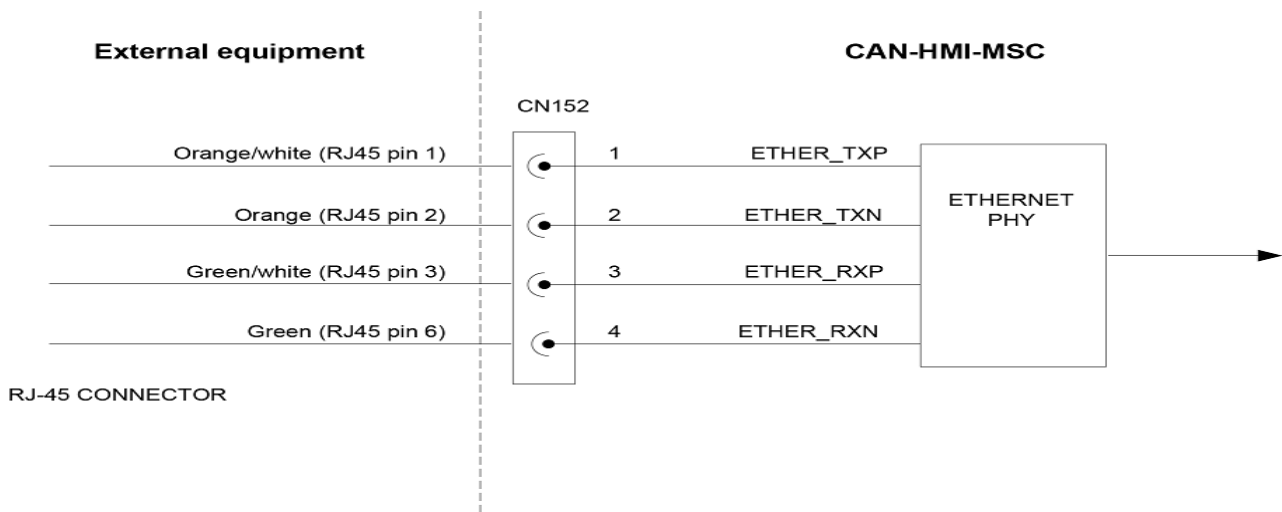 External equipment
CAN-HMI-MSC
CN152
Orange/white (RJ45 pin 1)
1
ETHER_TXP
ETHERNET
PHY
Orange (RJ45 pin 2)
2
ETHER_TXN
Green/white (RJ45 pin 3)
3
ETHER_RXP
Green (RJ45 pin 6)
4
ETHER_RXN
RJ-45 CONNECTOR